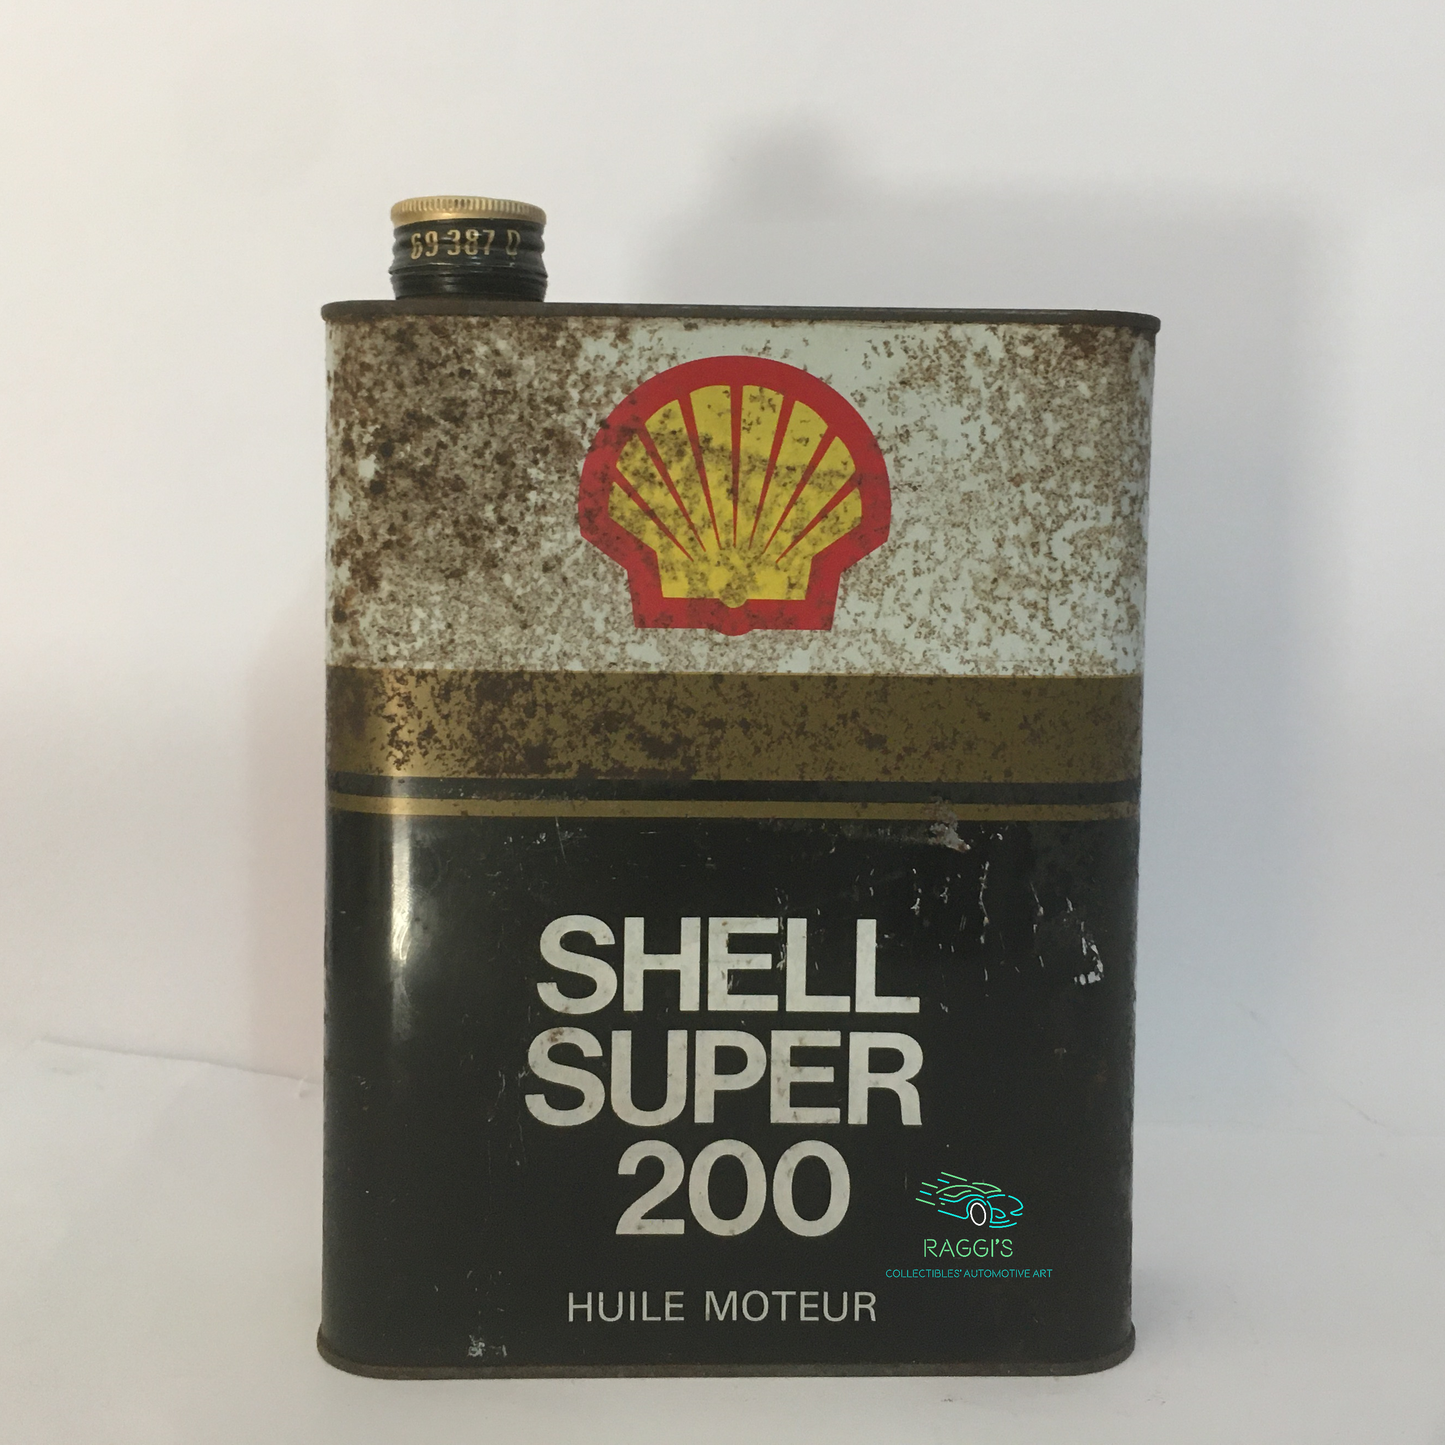 69 387 D
SHELL
SUPER
200
HUILE MOTEUR
RAGGI'S
COLLECTIBLES' AUTOMOTIVE ART